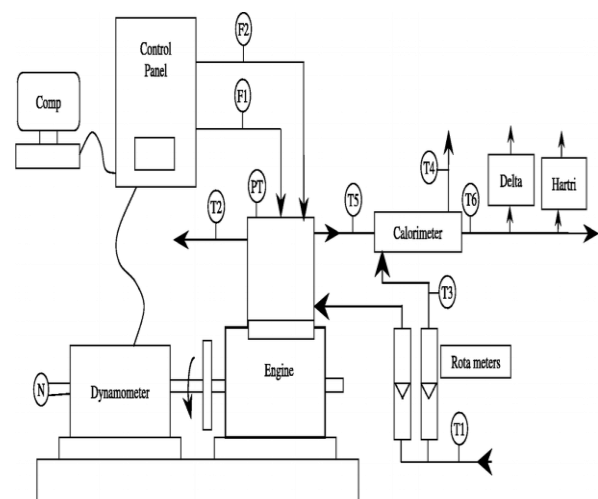 F2
Control
Panel
Comp
F1
T4
Delta
Hartri
T2
PT
T5
T6
Calorimeter
T3
Rota meters
Engine
N
Dynamometer
T1